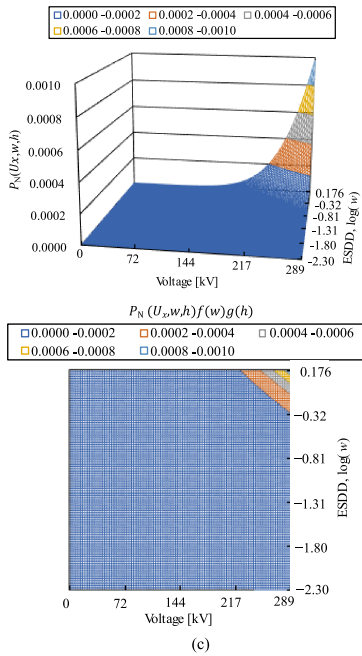 0.0000 -0.0002 0.0002 -0.0004 0.0004 -0.0006
0.0006 -0.0008 0.0008 -0.0010
0.0010
0.0008
0.0006
0.0004
0.0002
0.0000
P_N(Ux,w,h)
0 72 144 217 289
Voltage [kV]
0.176
-0.32
-0.81
-1.31
-1.80
-2.30
ESDD, log(w)
P_N (U_x,w,h)f(w)g(h)
0.0000 -0.0002 0.0002 -0.0004 0.0004 -0.0006
0.0006 -0.0008 0.0008 -0.0010
0.176
−0.32
−0.81
−1.31
−1.80
−2.30
ESDD, log(w)
0 72 144 217 289
Voltage [kV]
(c)